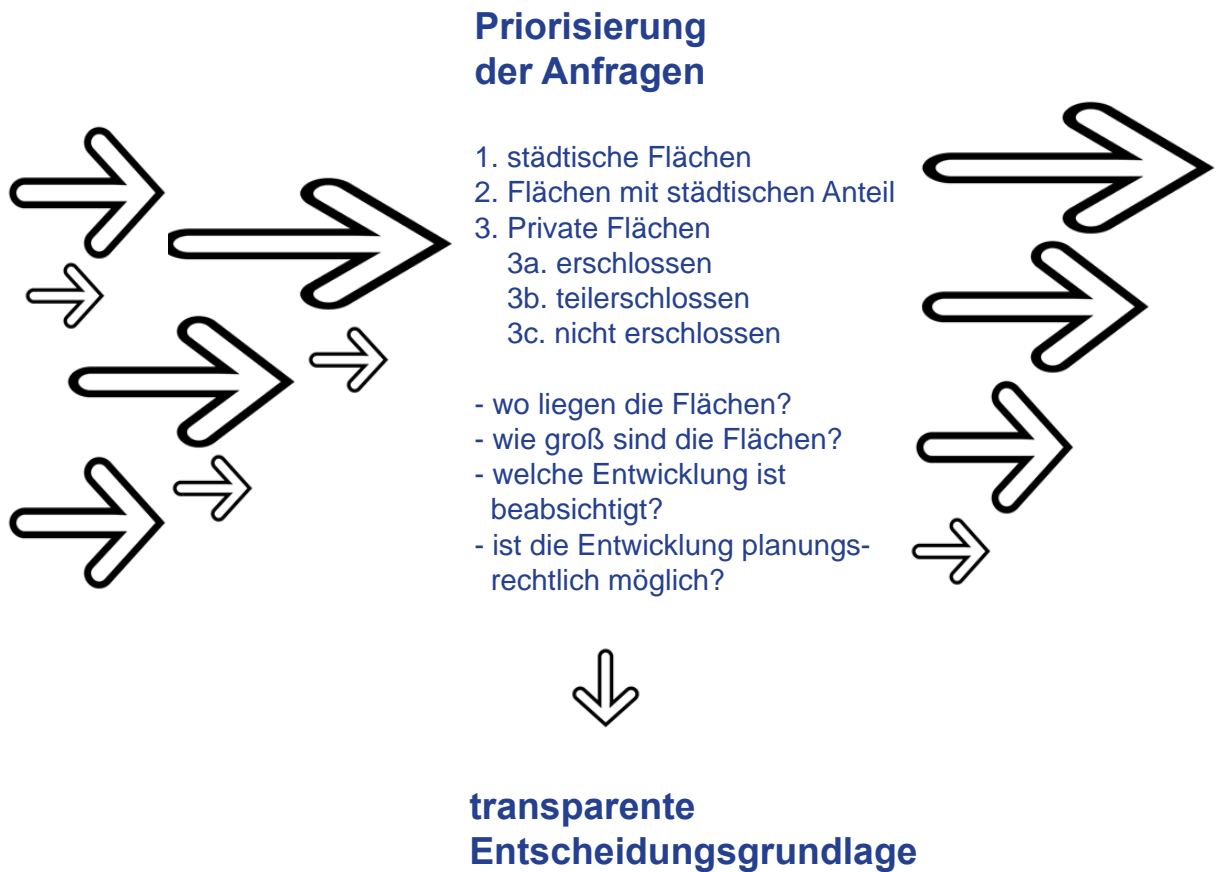 Priorisierung
der Anfragen
1. städtische Flächen
2. Flächen mit städtischen Anteil
3. Private Flächen
3a. erschlossen
3b. teilerschlossen
3c. nicht erschlossen
- wo liegen die Flächen?
- wie groß sind die Flächen?
- welche Entwicklung ist
beabsichtigt?
- ist die Entwicklung planungs-
rechtlich möglich?
transparente
Entscheidungsgrundlage